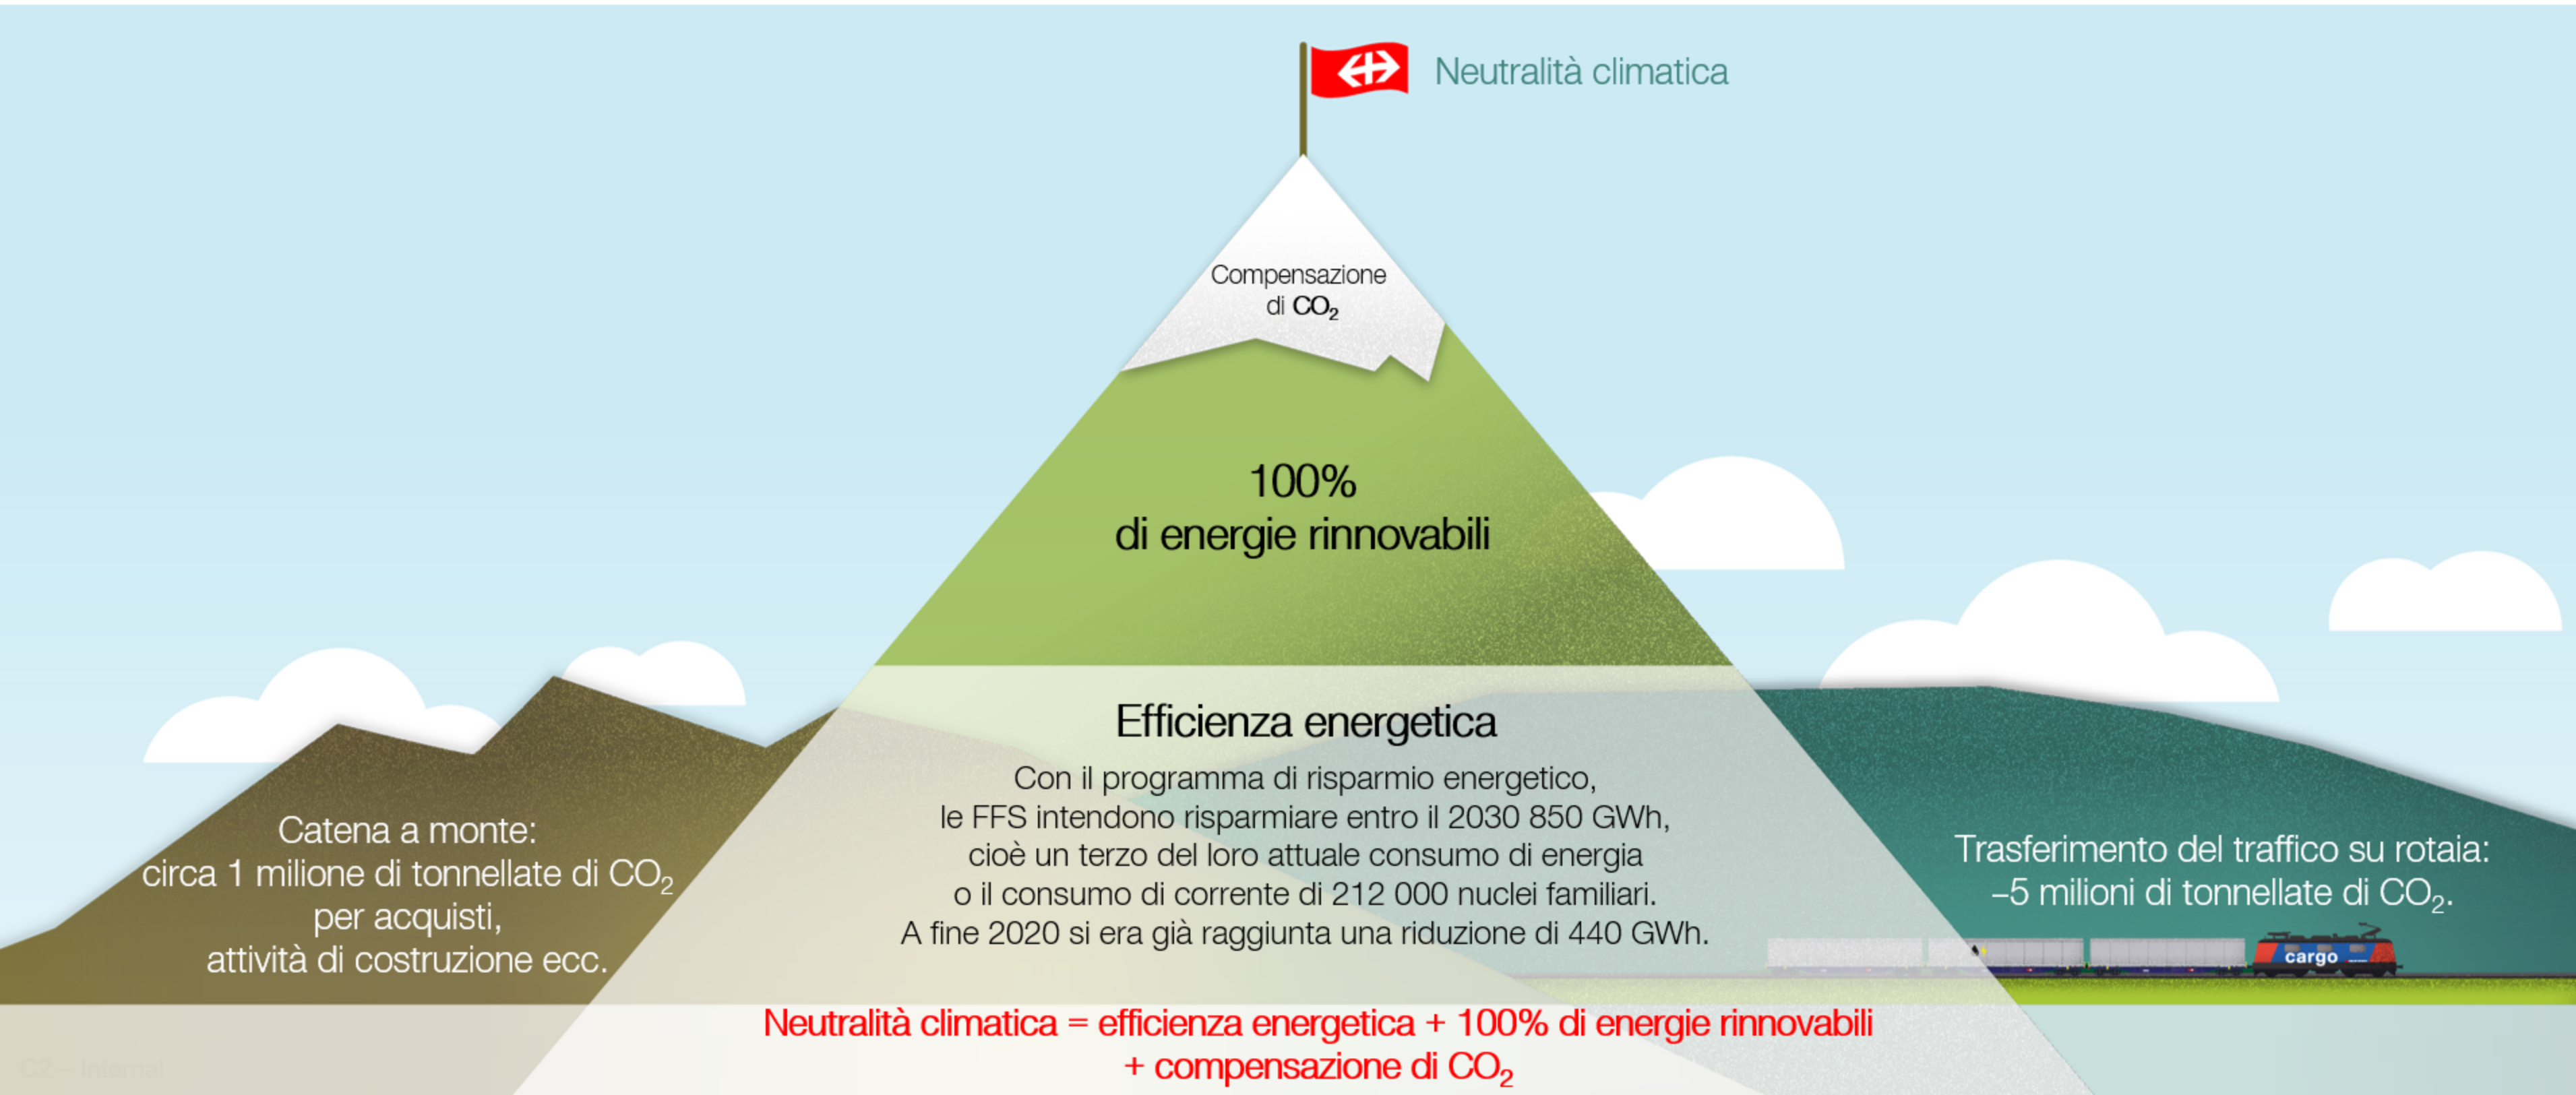 Neutralità climatica
Compensazione
di CO₂
100%
di energie rinnovabili
Efficienza energetica
Con il programma di risparmio energetico,
le FFS intendono risparmiare entro il 2030 850 GWh,
cioè un terzo del loro attuale consumo di energia
o il consumo di corrente di 212 000 nuclei familiari.
A fine 2020 si era già raggiunta una riduzione di 440 GWh.
Catena a monte:
circa 1 milione di tonnellate di CO₂
per acquisti,
attività di costruzione ecc.
Trasferimento del traffico su rotaia:
–5 milioni di tonnellate di CO₂.
cargo
Neutralità climatica = efficienza energetica + 100% di energie rinnovabili
+ compensazione di CO₂
C2 – Internal